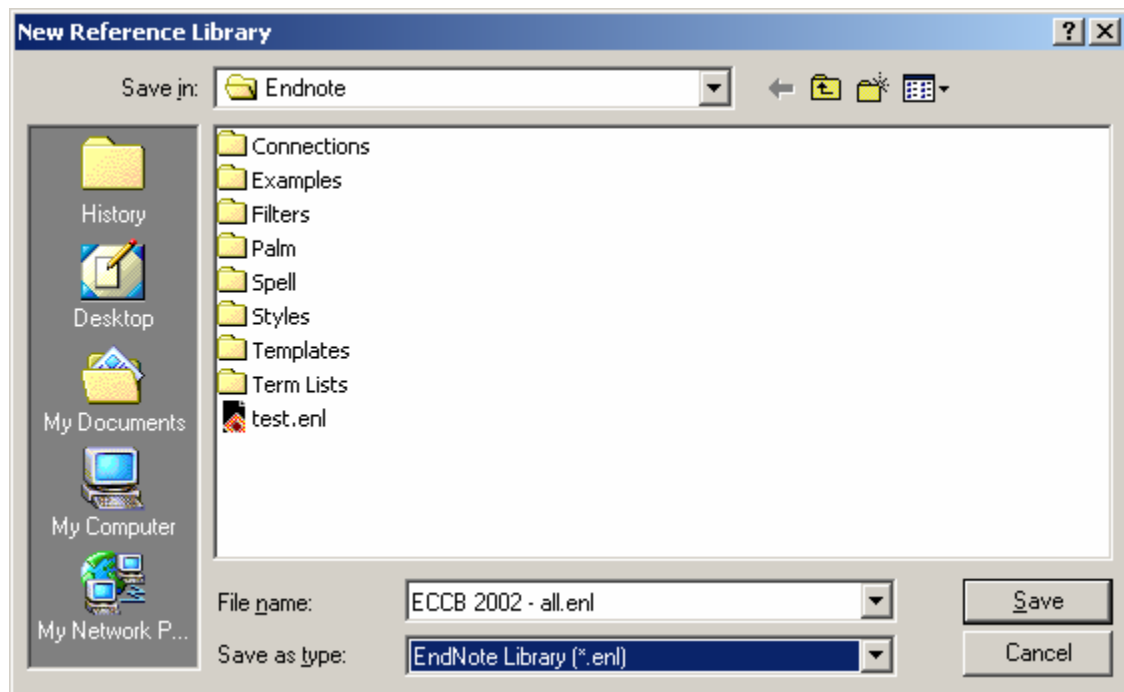 New Reference Library
Save in: Endnote
History
Desktop
My Documents
My Computer
My Network P...
Connections
Examples
Filters
Palm
Spell
Styles
Templates
Term Lists
test.enl
File name: ECCB 2002 - all.enl Save
Save as type: EndNote Library (*.enl) Cancel